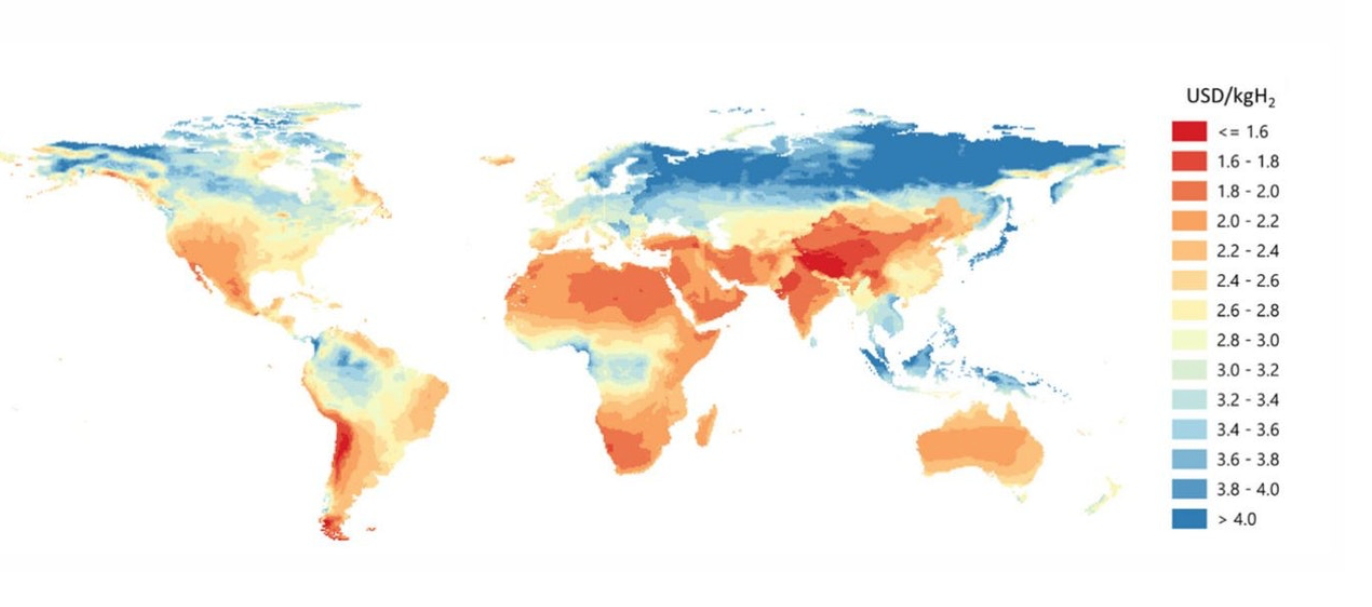 USD/kgH₂
<= 1.6
1.6 - 1.8
1.8 - 2.0
2.0 - 2.2
2.2 - 2.4
2.4 - 2.6
2.6 - 2.8
2.8 - 3.0
3.0 - 3.2
3.2 - 3.4
3.4 - 3.6
3.6 - 3.8
3.8 - 4.0
> 4.0